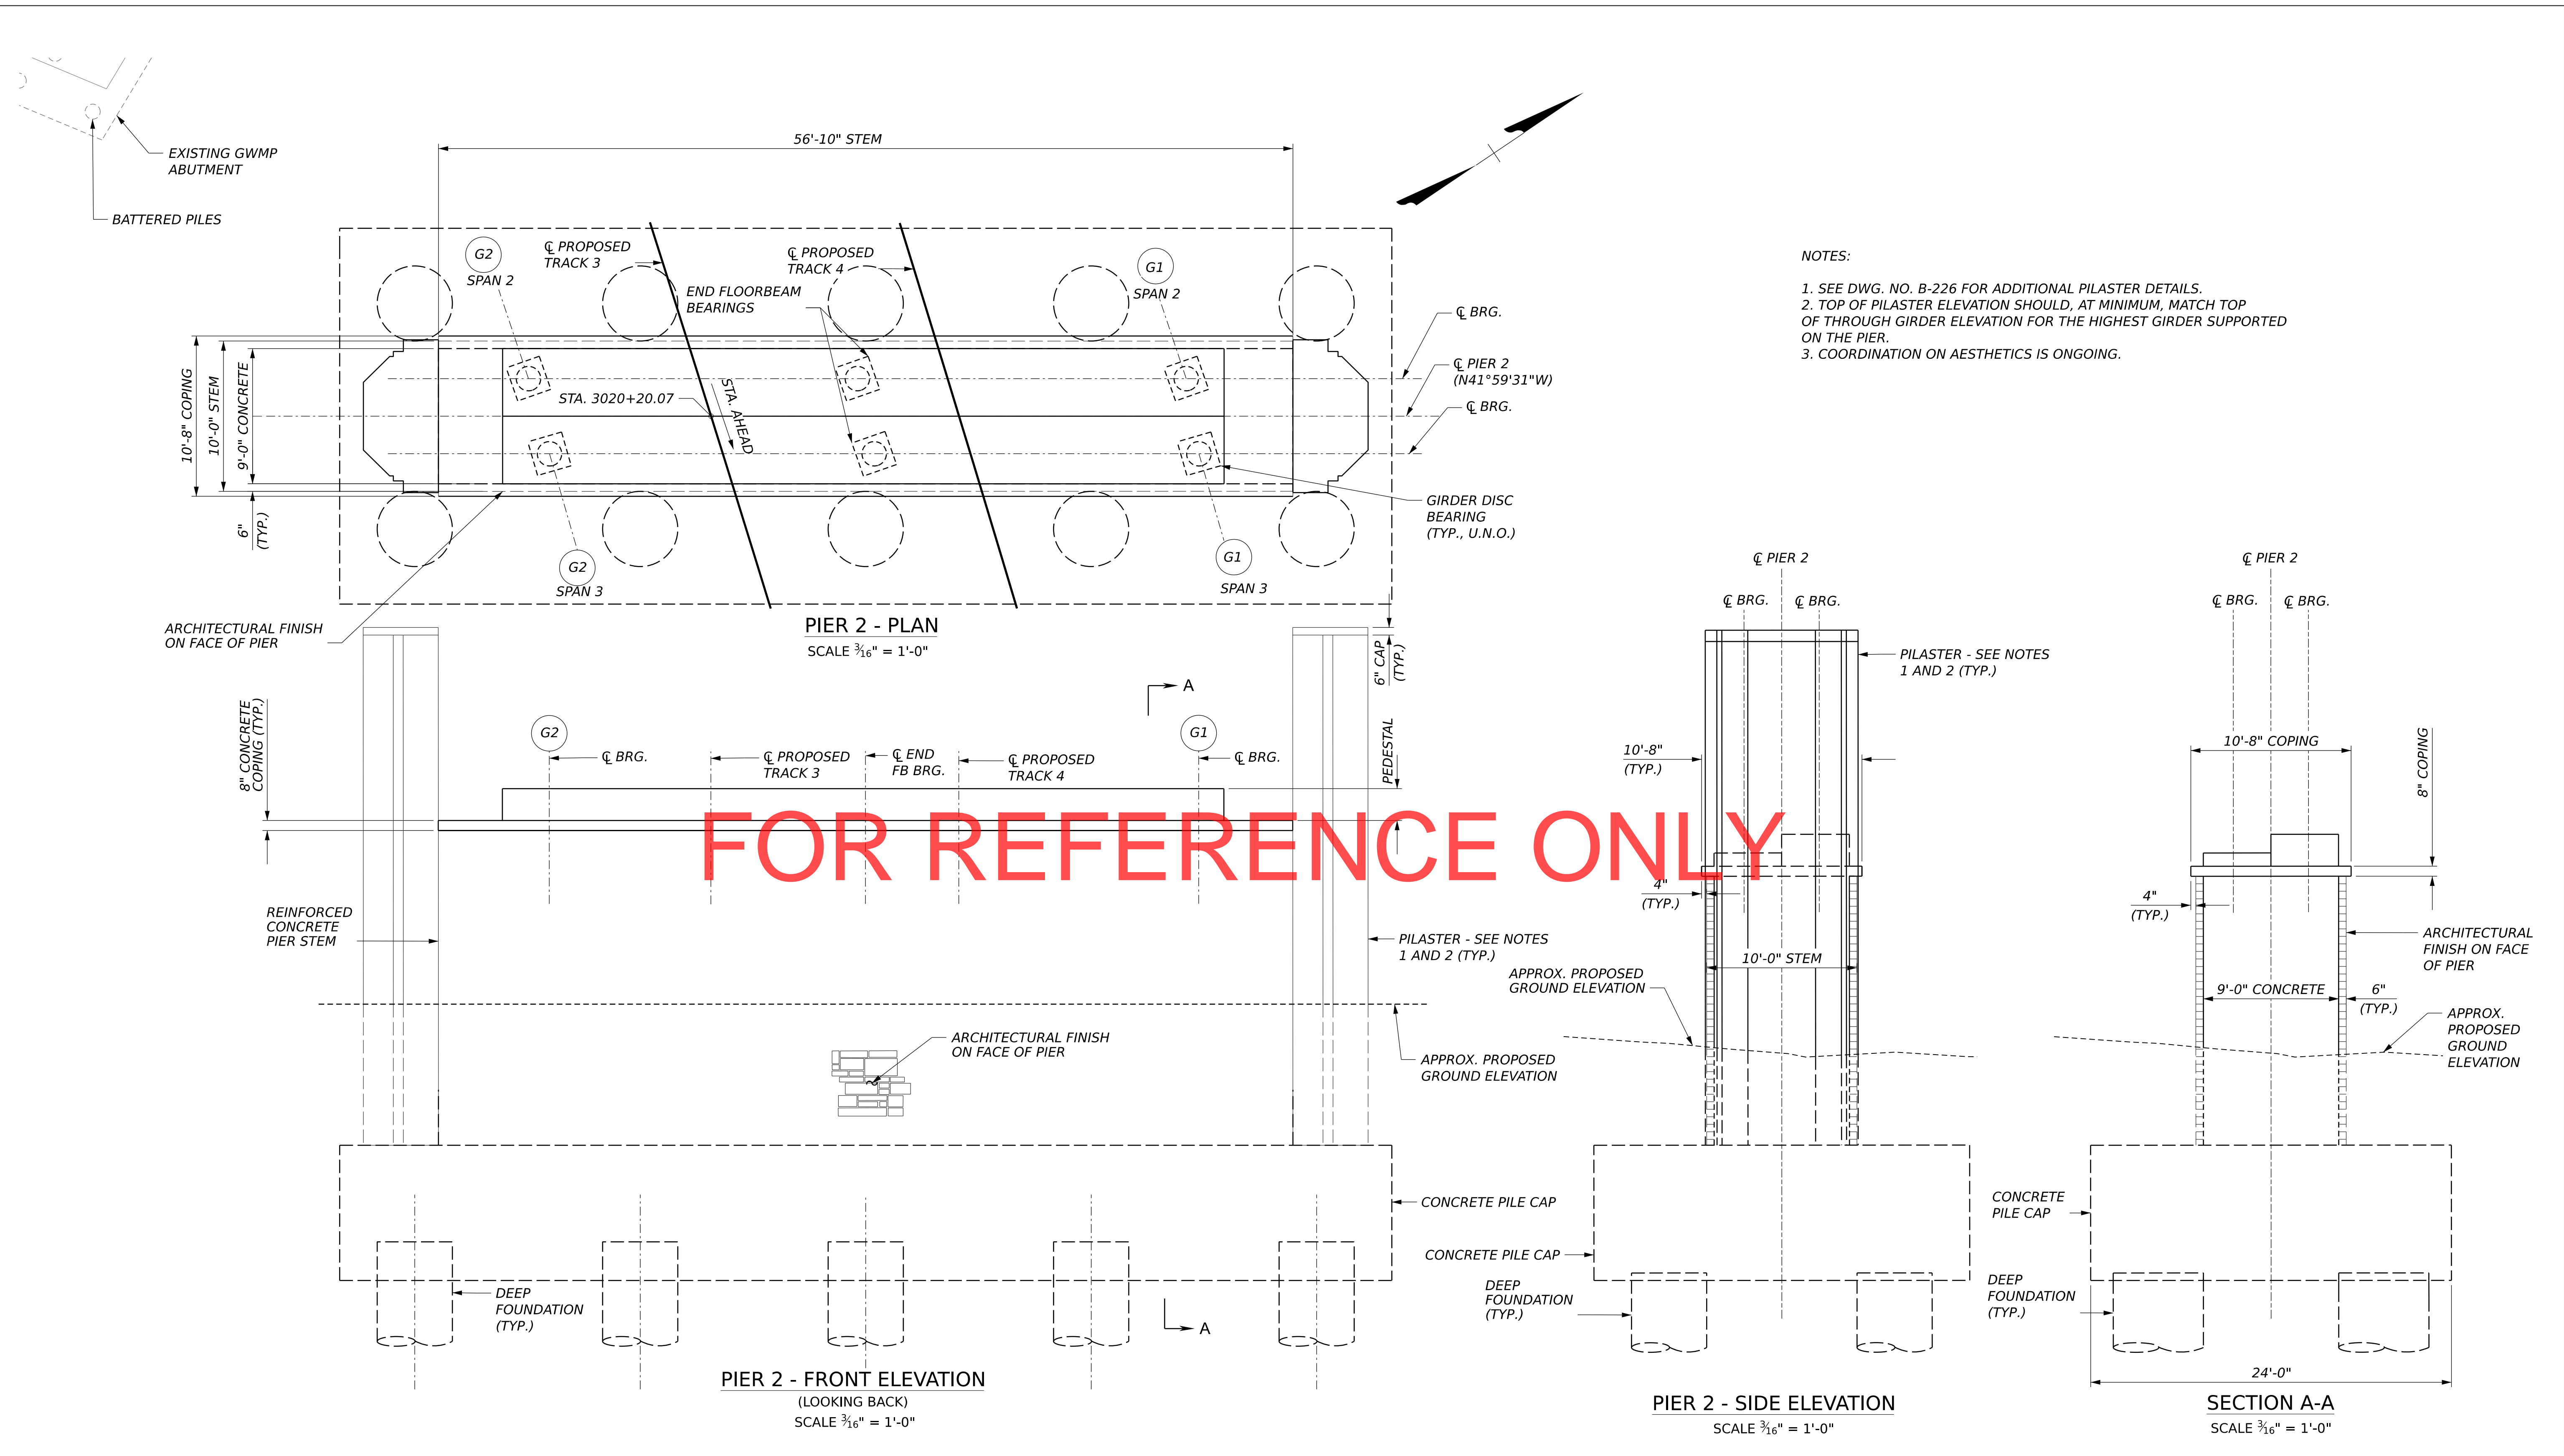 56'-10" STEM
EXISTING GWMP
ABUTMENT
BATTERED PILES
G2
SPAN 2
℄ PROPOSED
TRACK 3
℄ PROPOSED
TRACK 4
END FLOORBEAM
BEARINGS
G1
SPAN 2
℄ BRG.
℄ PIER 2
(N41°59'31"W)
℄ BRG.
STA. 3020+20.07
STA. AHEAD
10'-8" COPING
10'-0" STEM
9'-0" CONCRETE
6"
(TYP.)
GIRDER DISC
BEARING
(TYP., U.N.O.)
G2
SPAN 3
G1
SPAN 3
ARCHITECTURAL FINISH
ON FACE OF PIER
PIER 2 - PLAN
SCALE 3/16" = 1'-0"
NOTES:
1. SEE DWG. NO. B-226 FOR ADDITIONAL PILASTER DETAILS.
2. TOP OF PILASTER ELEVATION SHOULD, AT MINIMUM, MATCH TOP
OF THROUGH GIRDER ELEVATION FOR THE HIGHEST GIRDER SUPPORTED
ON THE PIER.
3. COORDINATION ON AESTHETICS IS ONGOING.
6" CAP
(TYP.)
A
8" CONCRETE
COPING (TYP.)
G2
℄ BRG.
℄ PROPOSED
TRACK 3
℄ END
FB BRG.
℄ PROPOSED
TRACK 4
G1
℄ BRG.
PEDESTAL
FOR REFERENCE ONLY
REINFORCED
CONCRETE
PIER STEM
PILASTER - SEE NOTES
1 AND 2 (TYP.)
ARCHITECTURAL FINISH
ON FACE OF PIER
APPROX. PROPOSED
GROUND ELEVATION
CONCRETE PILE CAP
DEEP
FOUNDATION
(TYP.)
A
PIER 2 - FRONT ELEVATION
(LOOKING BACK)
SCALE 3/16" = 1'-0"
℄ PIER 2
℄ BRG.
℄ BRG.
PILASTER - SEE NOTES
1 AND 2 (TYP.)
10'-8"
(TYP.)
4"
(TYP.)
10'-0" STEM
APPROX. PROPOSED
GROUND ELEVATION
CONCRETE PILE CAP
DEEP
FOUNDATION
(TYP.)
PIER 2 - SIDE ELEVATION
SCALE 3/16" = 1'-0"
℄ PIER 2
℄ BRG.
℄ BRG.
10'-8" COPING
8" COPING
4"
(TYP.)
ARCHITECTURAL
FINISH ON FACE
OF PIER
9'-0" CONCRETE
6"
(TYP.)
APPROX.
PROPOSED
GROUND
ELEVATION
CONCRETE
PILE CAP
DEEP
FOUNDATION
(TYP.)
24'-0"
SECTION A-A
SCALE 3/16" = 1'-0"